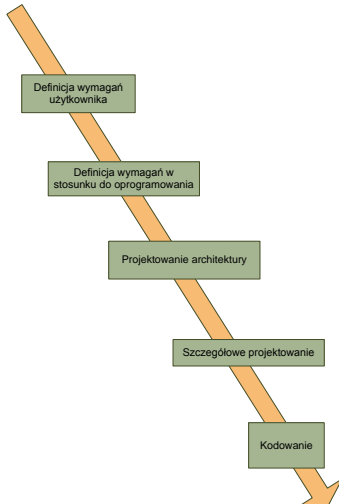 Definicja wymagań
użytkownika
Definicja wymagań w
stosunku do oprogramowania
Projektowanie architektury
Szczegółowe projektowanie
Kodowanie